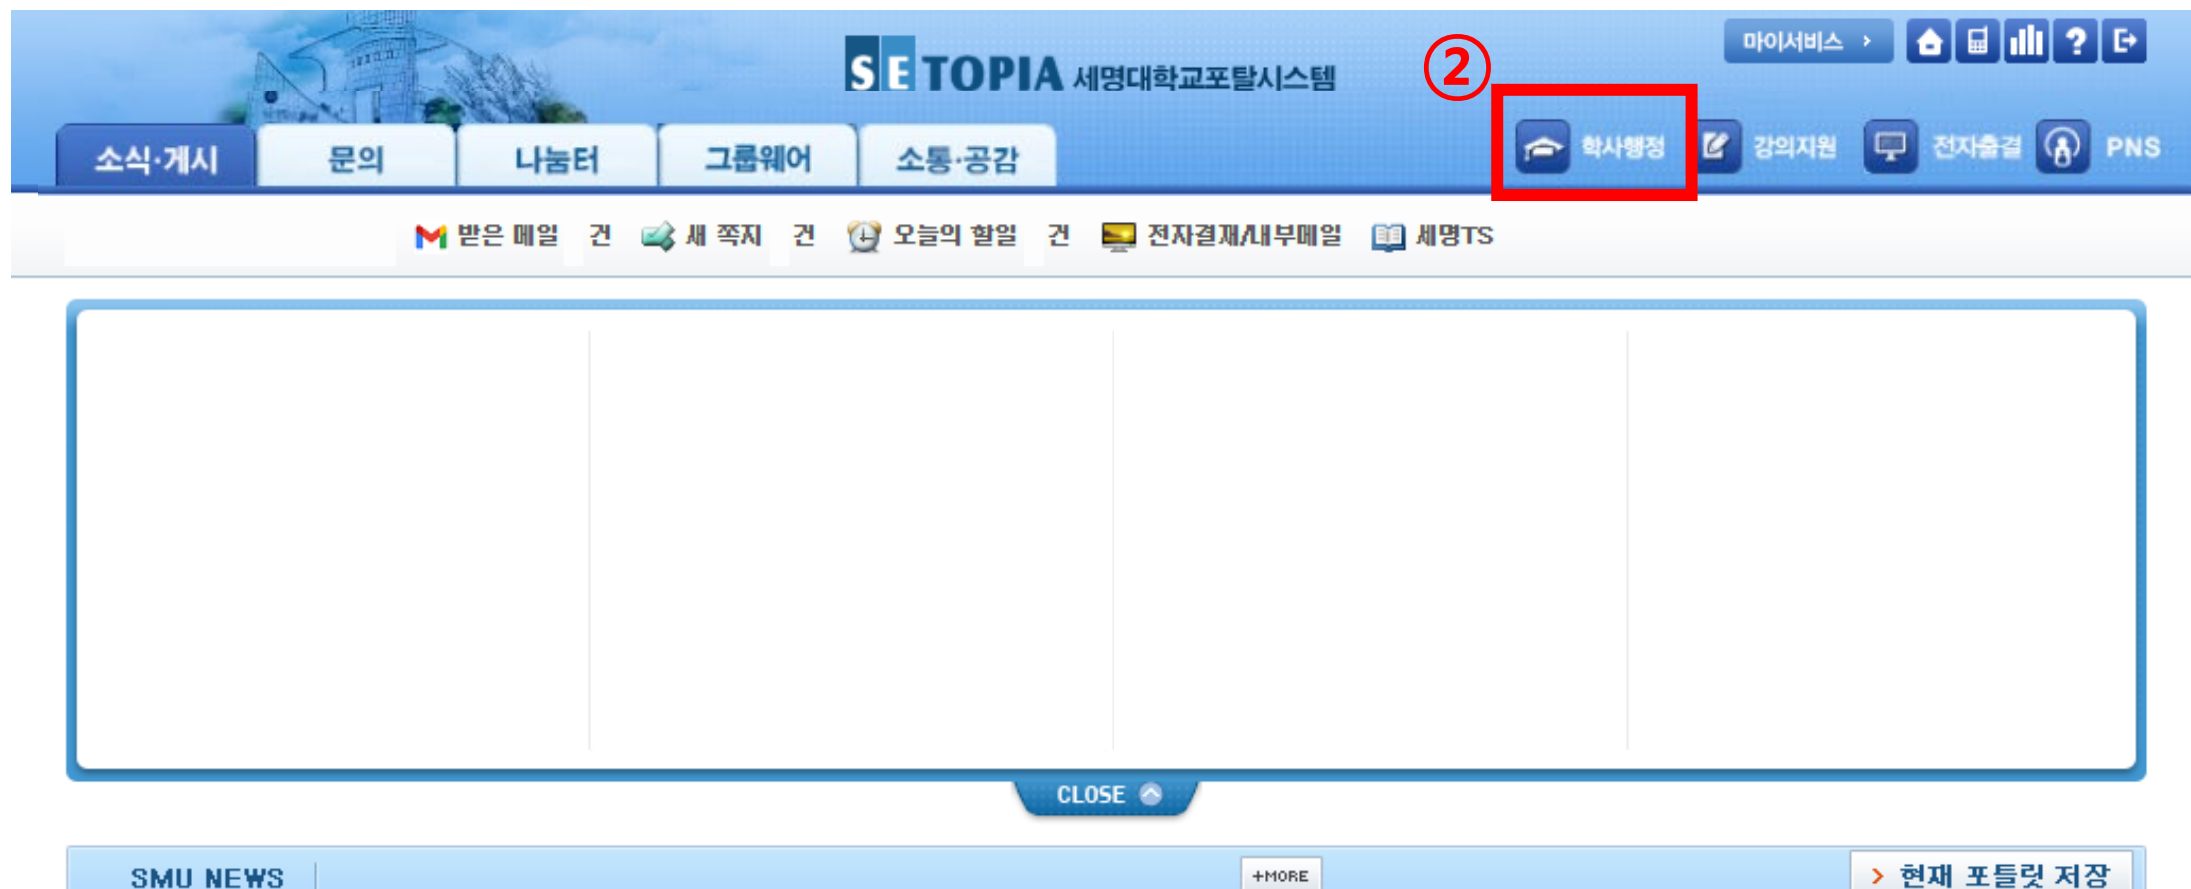 SE TOPIA 세명대학교포탈시스템
②
마이서비스 ›
?
소식·게시 문의 나눔터 그룹웨어 소통·공감
학사행정 강의지원 전자출결 PNS
받은 메일 건 새 쪽지 건 오늘의 할일 건 전자결재/내부메일 세명TS
CLOSE
SMU NEWS +MORE > 현재 포틀릿 저장